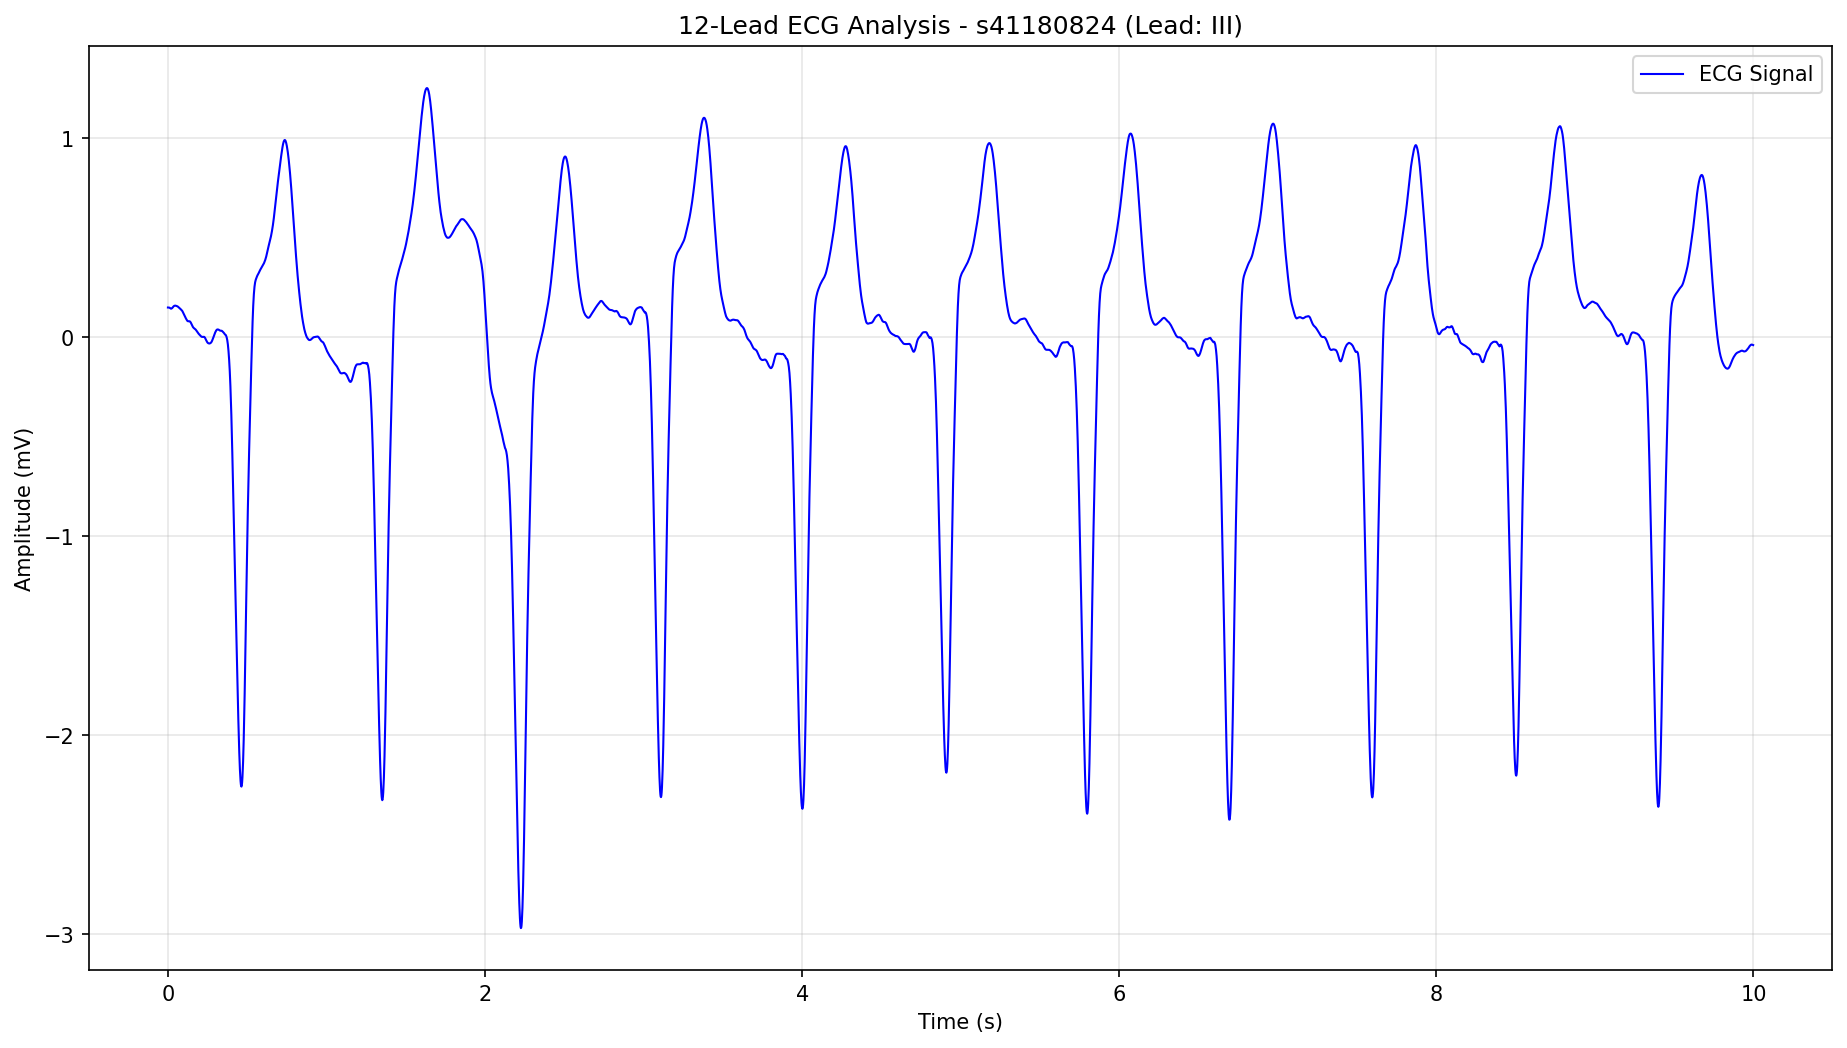 12-Lead ECG Analysis - s41180824 (Lead: III)
ECG Signal
Amplitude (mV)
1
0
−1
−2
−3
0 2 4 6 8 10
Time (s)